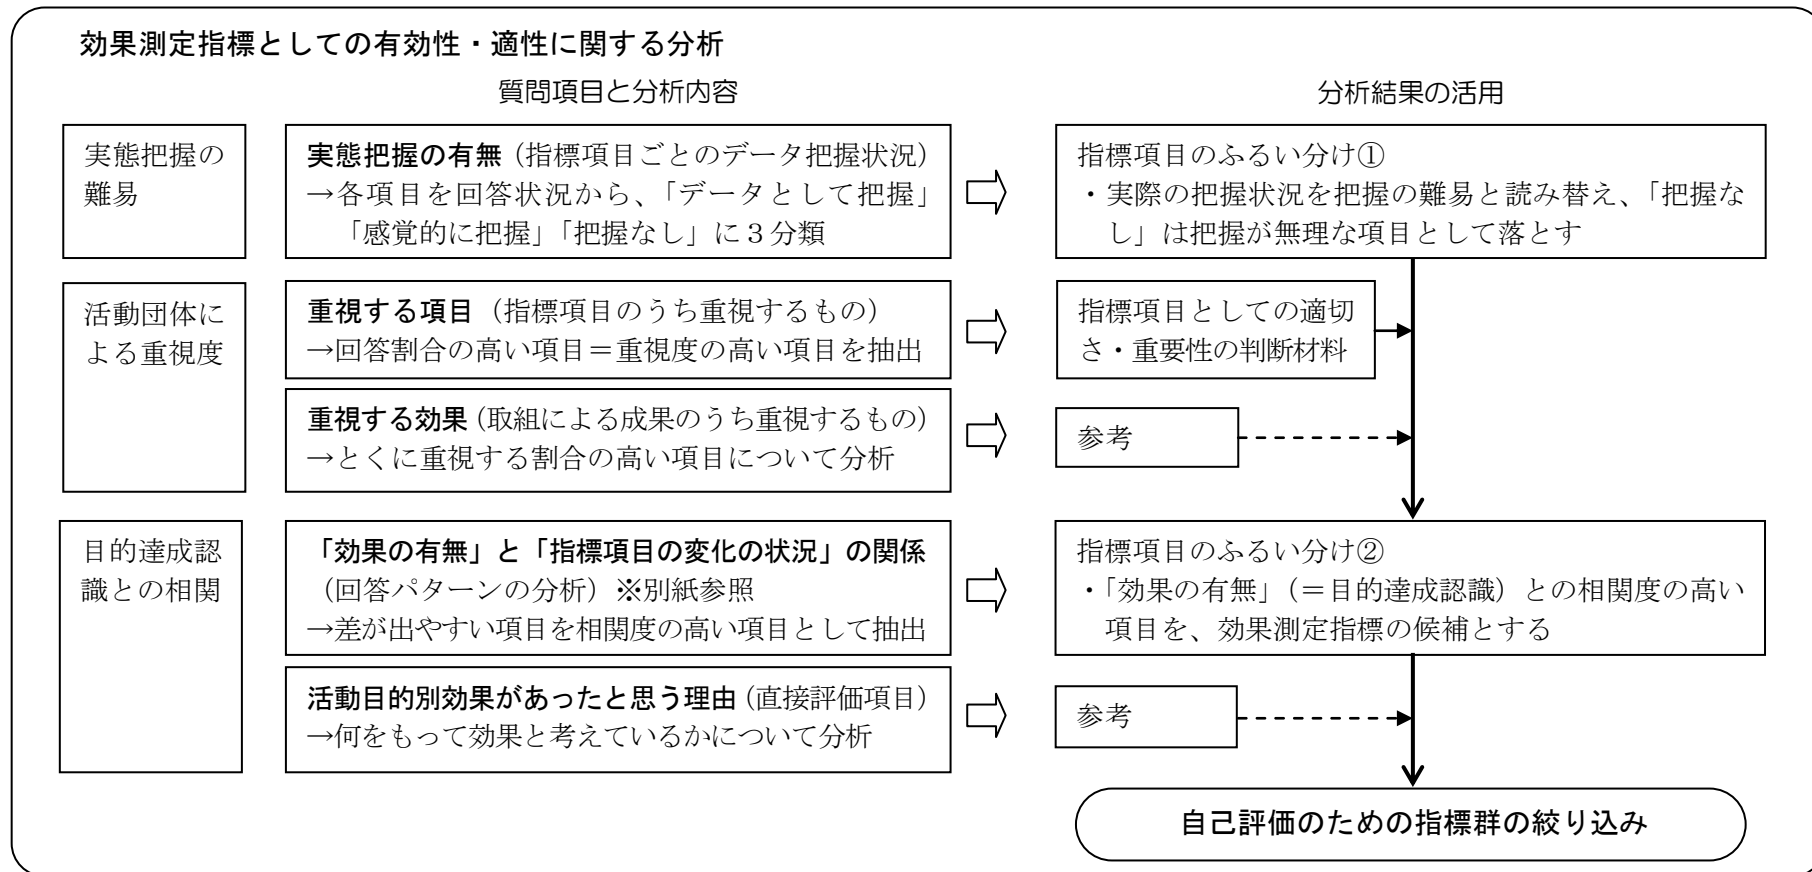 効果測定指標としての有効性・適性に関する分析
質問項目と分析内容
分析結果の活用
実態把握の
難易
実態把握の有無（指標項目ごとのデータ把握状況）
→各項目を回答状況から、「データとして把握」
「感覚的に把握」「把握なし」に３分類
指標項目のふるい分け①
・実際の把握状況を把握の難易と読み替え、「把握な
し」は把握が無理な項目として落とす
活動団体に
よる重視度
重視する項目（指標項目のうち重視するもの）
→回答割合の高い項目＝重視度の高い項目を抽出
指標項目としての適切
さ・重要性の判断材料
重視する効果（取組による成果のうち重視するもの）
→とくに重視する割合の高い項目について分析
参考
目的達成認
識との相関
「効果の有無」と「指標項目の変化の状況」の関係
（回答パターンの分析）※別紙参照
→差が出やすい項目を相関度の高い項目として抽出
指標項目のふるい分け②
・「効果の有無」（＝目的達成認識）との相関度の高い
項目を、効果測定指標の候補とする
活動目的別効果があったと思う理由（直接評価項目）
→何をもって効果と考えているかについて分析
参考
自己評価のための指標群の絞り込み